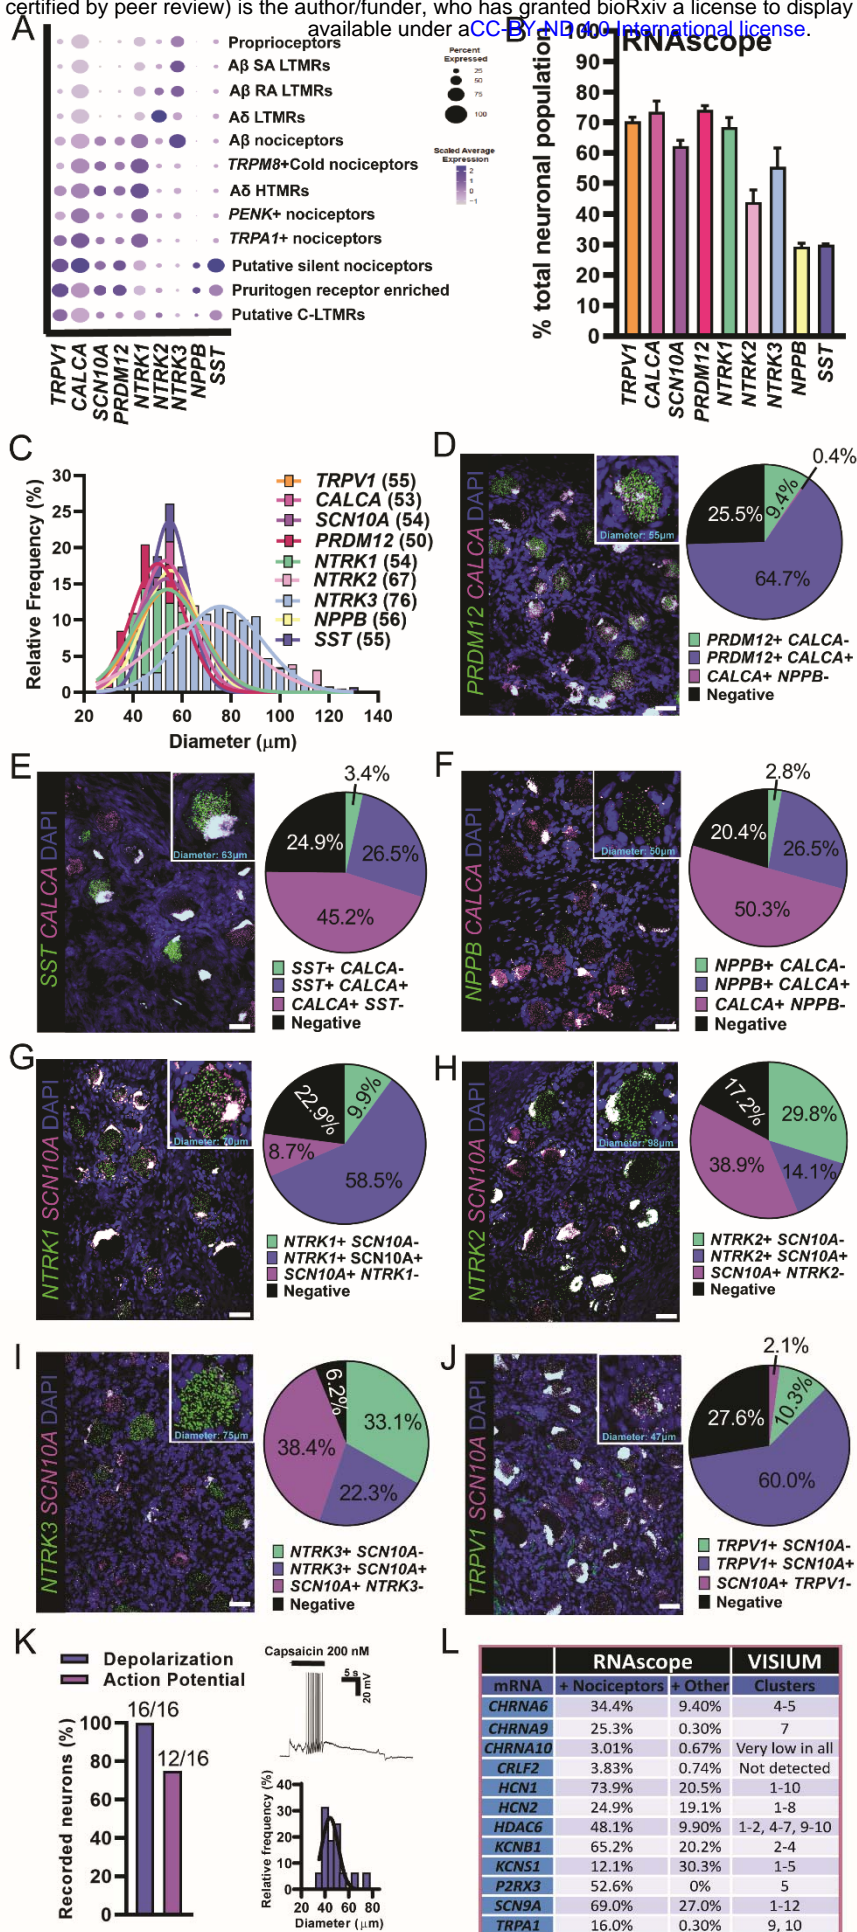 certified by peer review) is the author/funder, who has granted bioRxiv a license to display
available under aCC-BY-ND 4.0 International license.
A
Proprioceptors
Aβ SA LTMRs
Aβ RA LTMRs
Aδ LTMRs
Aβ nociceptors
TRPM8+Cold nociceptors
Aδ HTMRs
PENK+ nociceptors
TRPA1+ nociceptors
Putative silent nociceptors
Pruritogen receptor enriched
Putative C-LTMRs
TRPV1
CALCA
SCN10A
PRDM12
NTRK1
NTRK2
NTRK3
NPPB
SST
Percent
Expressed
25
50
75
100
Scaled Average
Expression
2
1
0
−1
B
RNAscope
% total neuronal population
100
90
80
70
60
50
40
30
20
10
0
TRPV1
CALCA
SCN10A
PRDM12
NTRK1
NTRK2
NTRK3
NPPB
SST
C
Relative Frequency (%)
30
25
20
15
10
5
0
20 40 60 80 100 120 140
Diameter (μm)
TRPV1 (55)
CALCA (53)
SCN10A (54)
PRDM12 (50)
NTRK1 (54)
NTRK2 (67)
NTRK3 (76)
NPPB (56)
SST (55)
D
PRDM12 CALCA DAPI
Diameter: 55μm
0.4%
9.4%
25.5%
64.7%
PRDM12+ CALCA-
PRDM12+ CALCA+
CALCA+ NPPB-
Negative
E
SST CALCA DAPI
Diameter: 63μm
3.4%
24.9%
26.5%
45.2%
SST+ CALCA-
SST+ CALCA+
CALCA+ SST-
Negative
F
NPPB CALCA DAPI
Diameter: 50μm
2.8%
20.4%
26.5%
50.3%
NPPB+ CALCA-
NPPB+ CALCA+
CALCA+ NPPB-
Negative
G
NTRK1 SCN10A DAPI
Diameter: 70μm
22.9%
9.9%
8.7%
58.5%
NTRK1+ SCN10A-
NTRK1+ SCN10A+
SCN10A+ NTRK1-
Negative
H
NTRK2 SCN10A DAPI
Diameter: 98μm
17.2%
29.8%
38.9%
14.1%
NTRK2+ SCN10A-
NTRK2+ SCN10A+
SCN10A+ NTRK2-
Negative
I
NTRK3 SCN10A DAPI
Diameter: 75μm
6.2%
33.1%
38.4%
22.3%
NTRK3+ SCN10A-
NTRK3+ SCN10A+
SCN10A+ NTRK3-
Negative
J
TRPV1 SCN10A DAPI
Diameter: 47μm
2.1%
10.3%
27.6%
60.0%
TRPV1+ SCN10A-
TRPV1+ SCN10A+
SCN10A+ TRPV1-
Negative
K
Depolarization
Action Potential
16/16
12/16
Recorded neurons (%)
100
80
60
40
20
0
Capsaicin 200 nM
5 s
20 mV
Relative frequency (%)
40
30
20
10
0
20 40 60 80
Diameter (μm)
L
RNAscope VISIUM
mRNA + Nociceptors + Other Clusters
CHRNA6 34.4% 9.40% 4-5
CHRNA9 25.3% 0.30% 7
CHRNA10 3.01% 0.67% Very low in all
CRLF2 3.83% 0.74% Not detected
HCN1 73.9% 20.5% 1-10
HCN2 24.9% 19.1% 1-8
HDAC6 48.1% 9.90% 1-2, 4-7, 9-10
KCNB1 65.2% 20.2% 2-4
KCNS1 12.1% 30.3% 1-5
P2RX3 52.6% 0% 5
SCN9A 69.0% 27.0% 1-12
TRPA1 16.0% 0.30% 9, 10